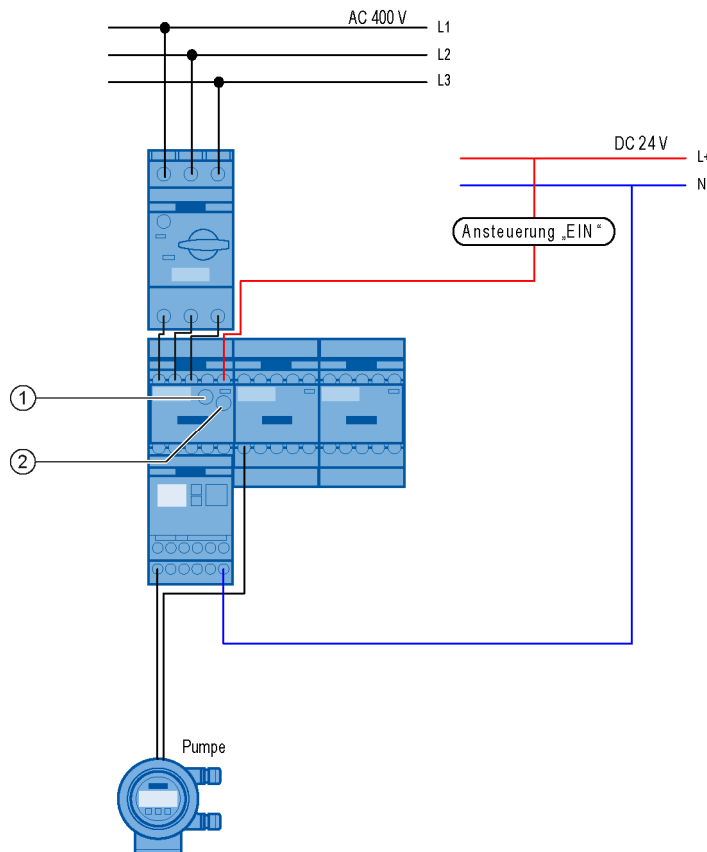 AC 400 V
L1
L2
L3
DC 24 V
L+
N
Ansteuerung „EIN“
1
2
Pumpe